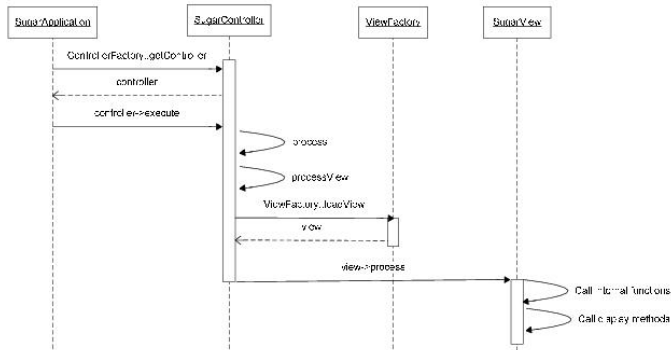 SugarApplication
SugarController
ViewFactory
SugarView
ControllerFactory::getController
controller
controller->execute
process
processView
ViewFactory::loadView
view
view->process
Call internal functions
Call display methods